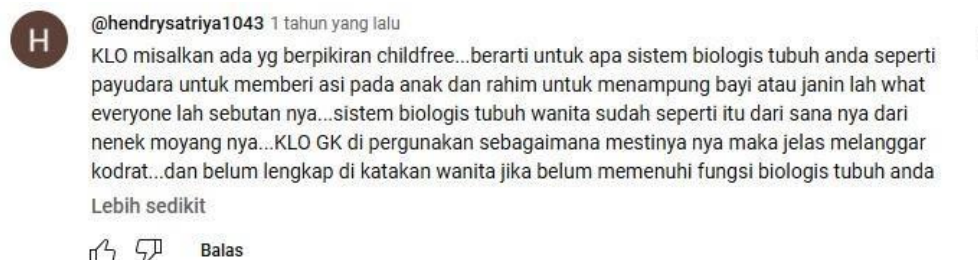 H
@hendrysatriya1043 1 tahun yang lalu
KLO misalkan ada yg berpikiran childfree...berarti untuk apa sistem biologis tubuh anda seperti
payudara untuk memberi asi pada anak dan rahim untuk menampung bayi atau janin lah what
everyone lah sebutan nya...sistem biologis tubuh wanita sudah seperti itu dari sana nya dari
nenek moyang nya...KLO GK di pergunakan sebagaimana mestinya nya maka jelas melanggar
kodrat...dan belum lengkap di katakan wanita jika belum memenuhi fungsi biologis tubuh anda
Lebih sedikit
Balas